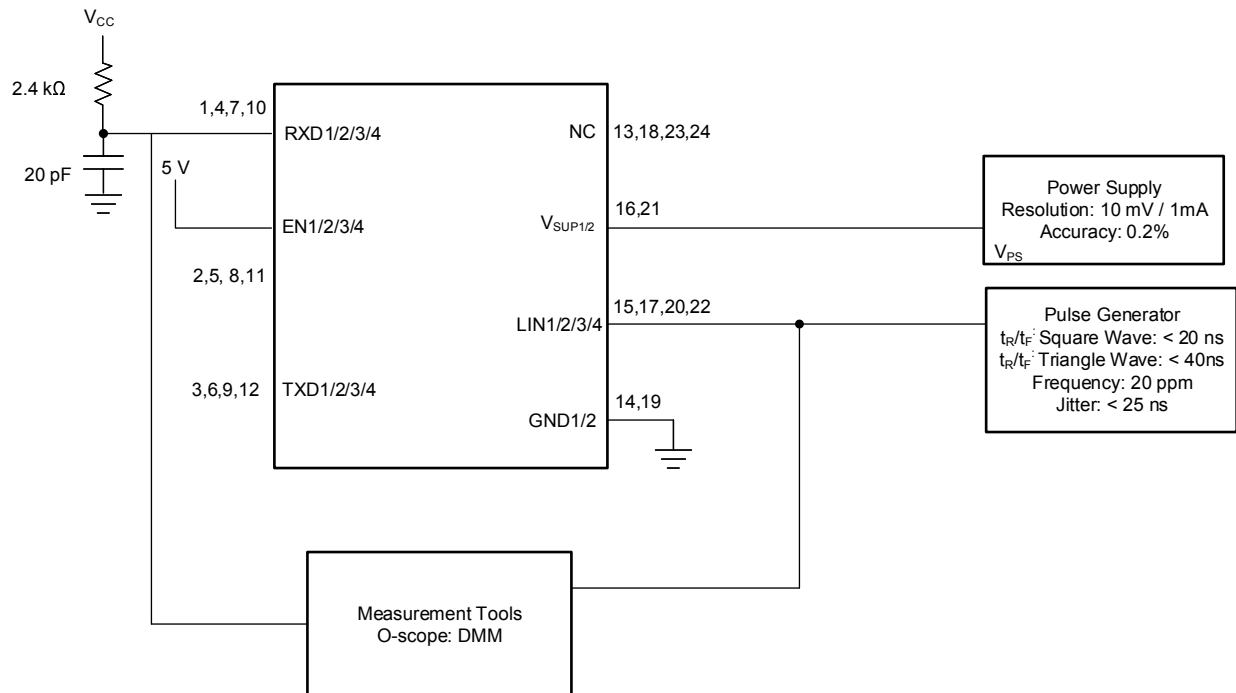 V_CC
2.4 kΩ
20 pF
5 V
1,4,7,10
RXD1/2/3/4
EN1/2/3/4
2,5, 8,11
3,6,9,12
TXD1/2/3/4
NC
13,18,23,24
V_SUP1/2
16,21
LIN1/2/3/4
15,17,20,22
GND1/2
14,19
Power Supply
Resolution: 10 mV / 1mA
Accuracy: 0.2%
V_PS
Pulse Generator
t_R/t_F: Square Wave: < 20 ns
t_R/t_F: Triangle Wave: < 40ns
Frequency: 20 ppm
Jitter: < 25 ns
Measurement Tools
O-scope: DMM